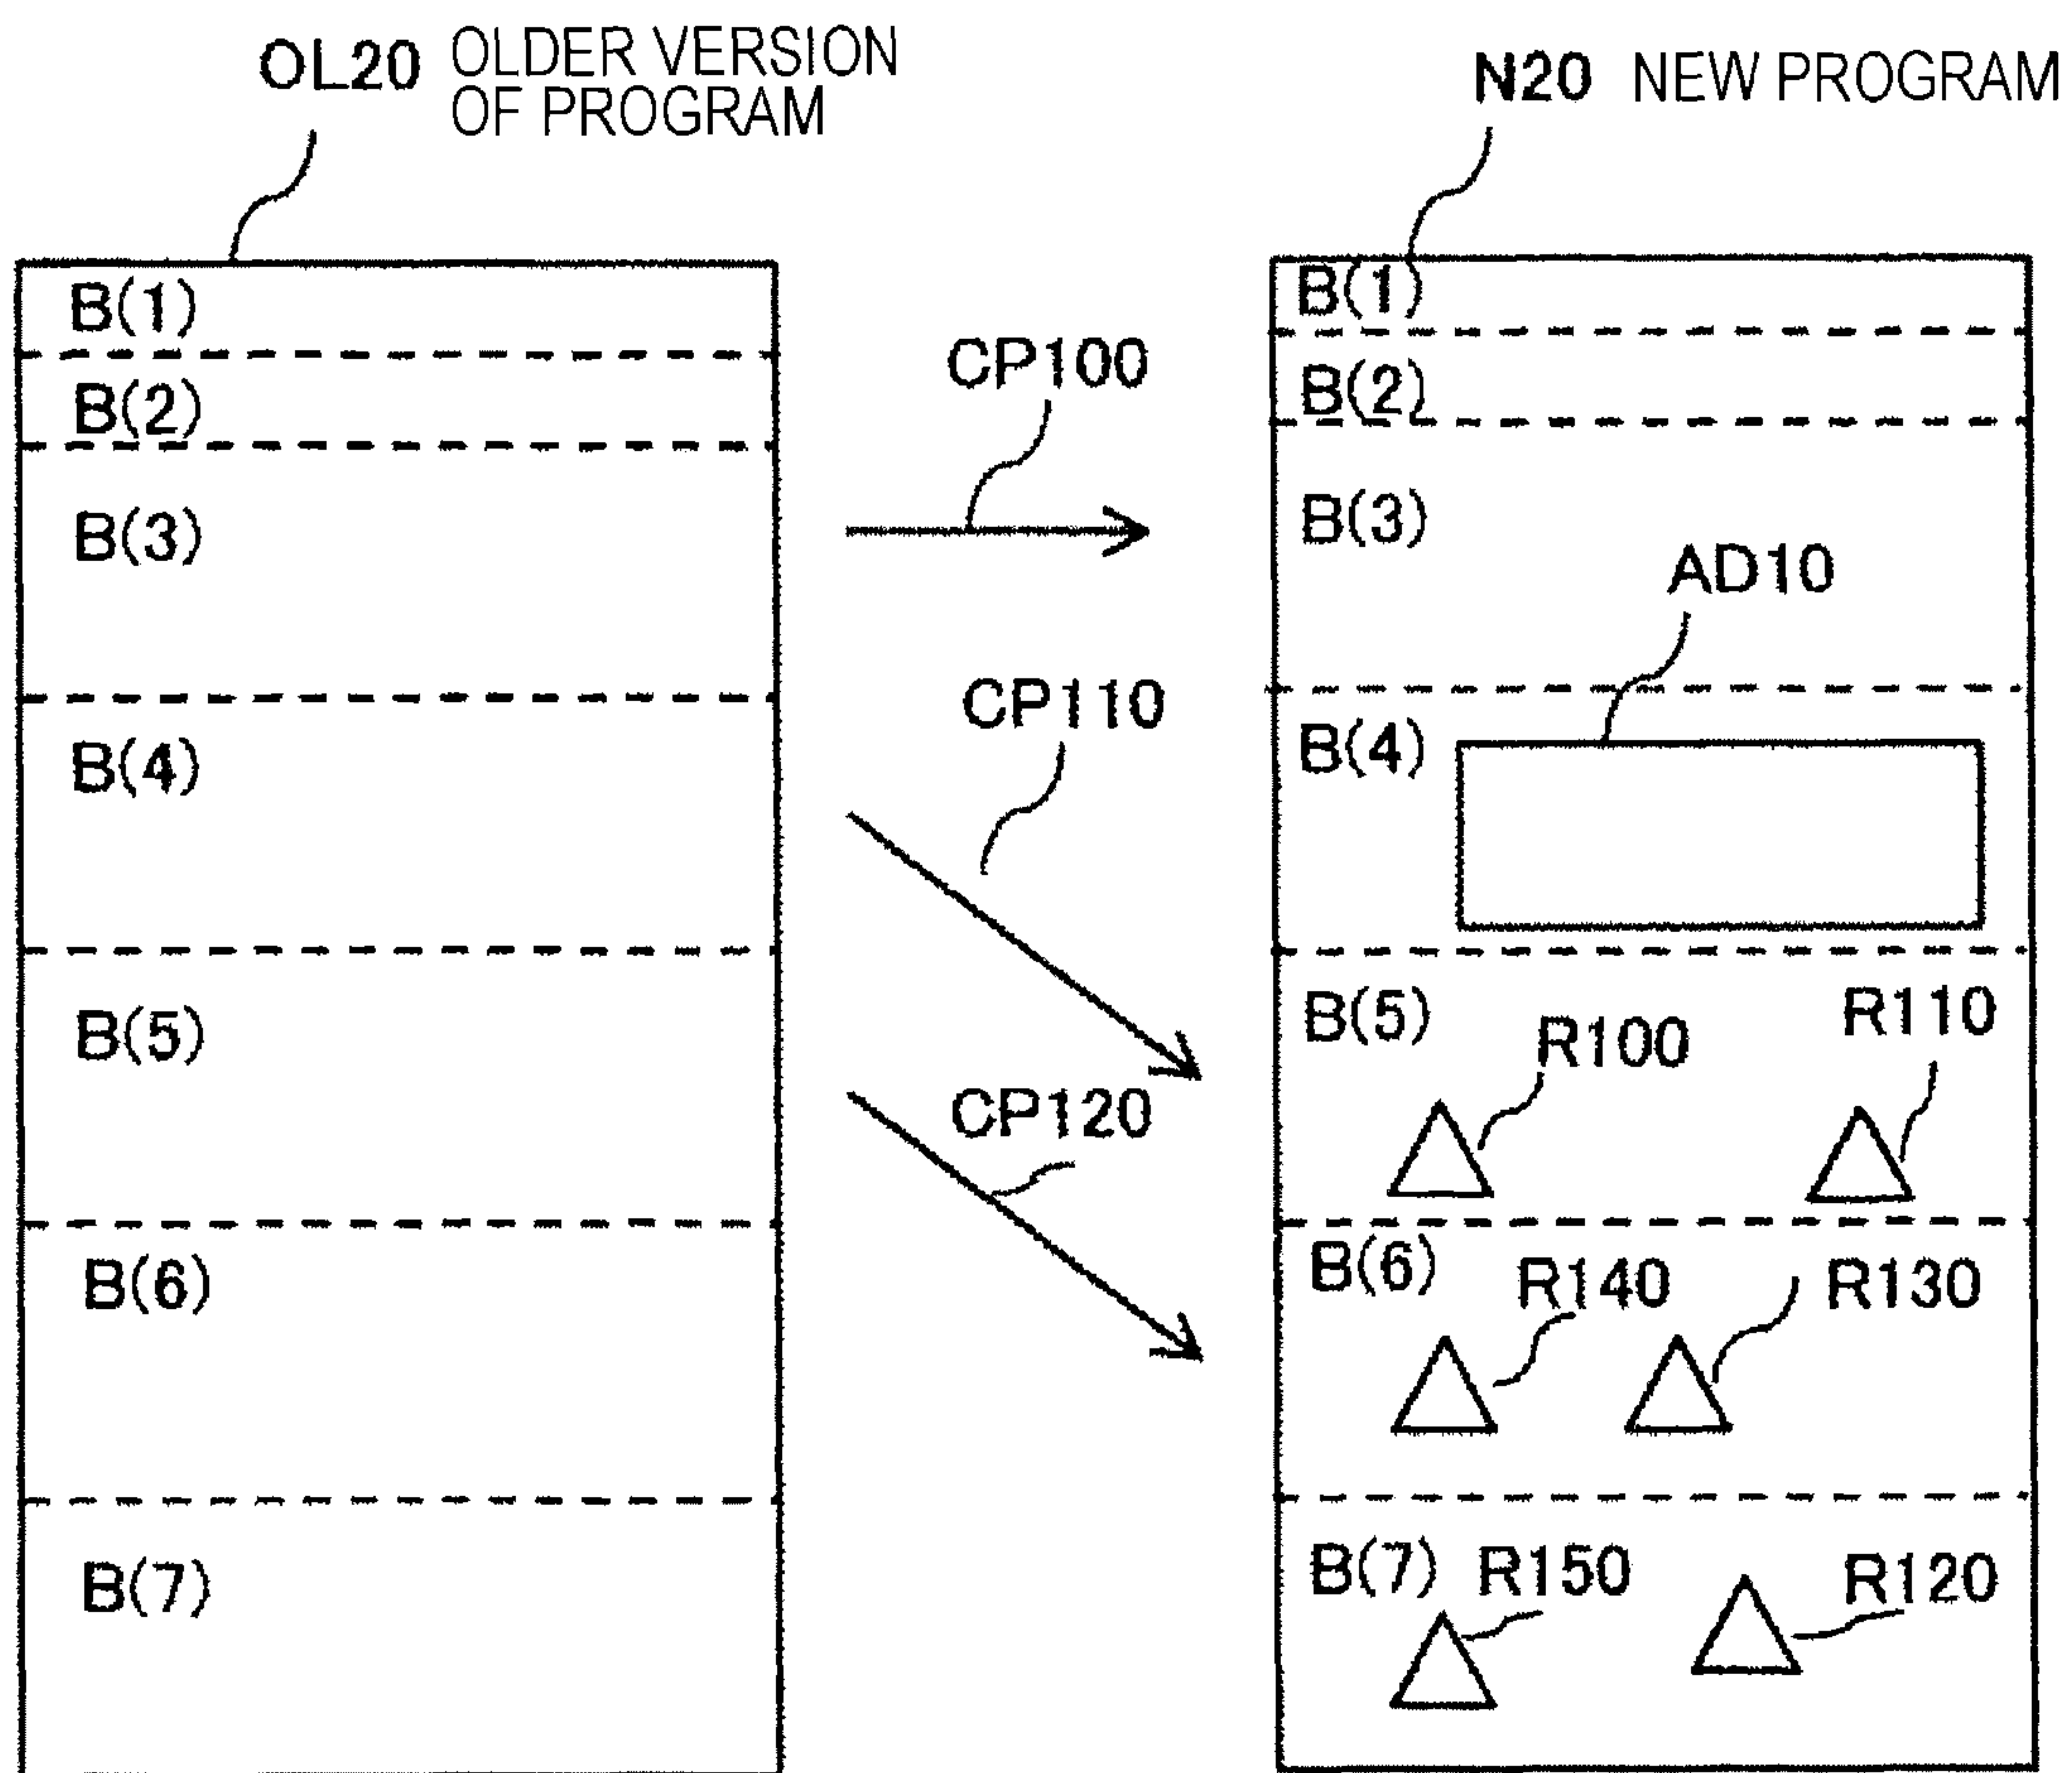 OL20 OLDER VERSION
OF PROGRAM
N20 NEW PROGRAM
B(1)
B(2)
B(3)
B(4)
B(5)
B(6)
B(7)
CP100
CP110
CP120
B(1)
B(2)
B(3)
AD10
B(4)
B(5) R100 R110
B(6) R140 R130
B(7) R150 R120